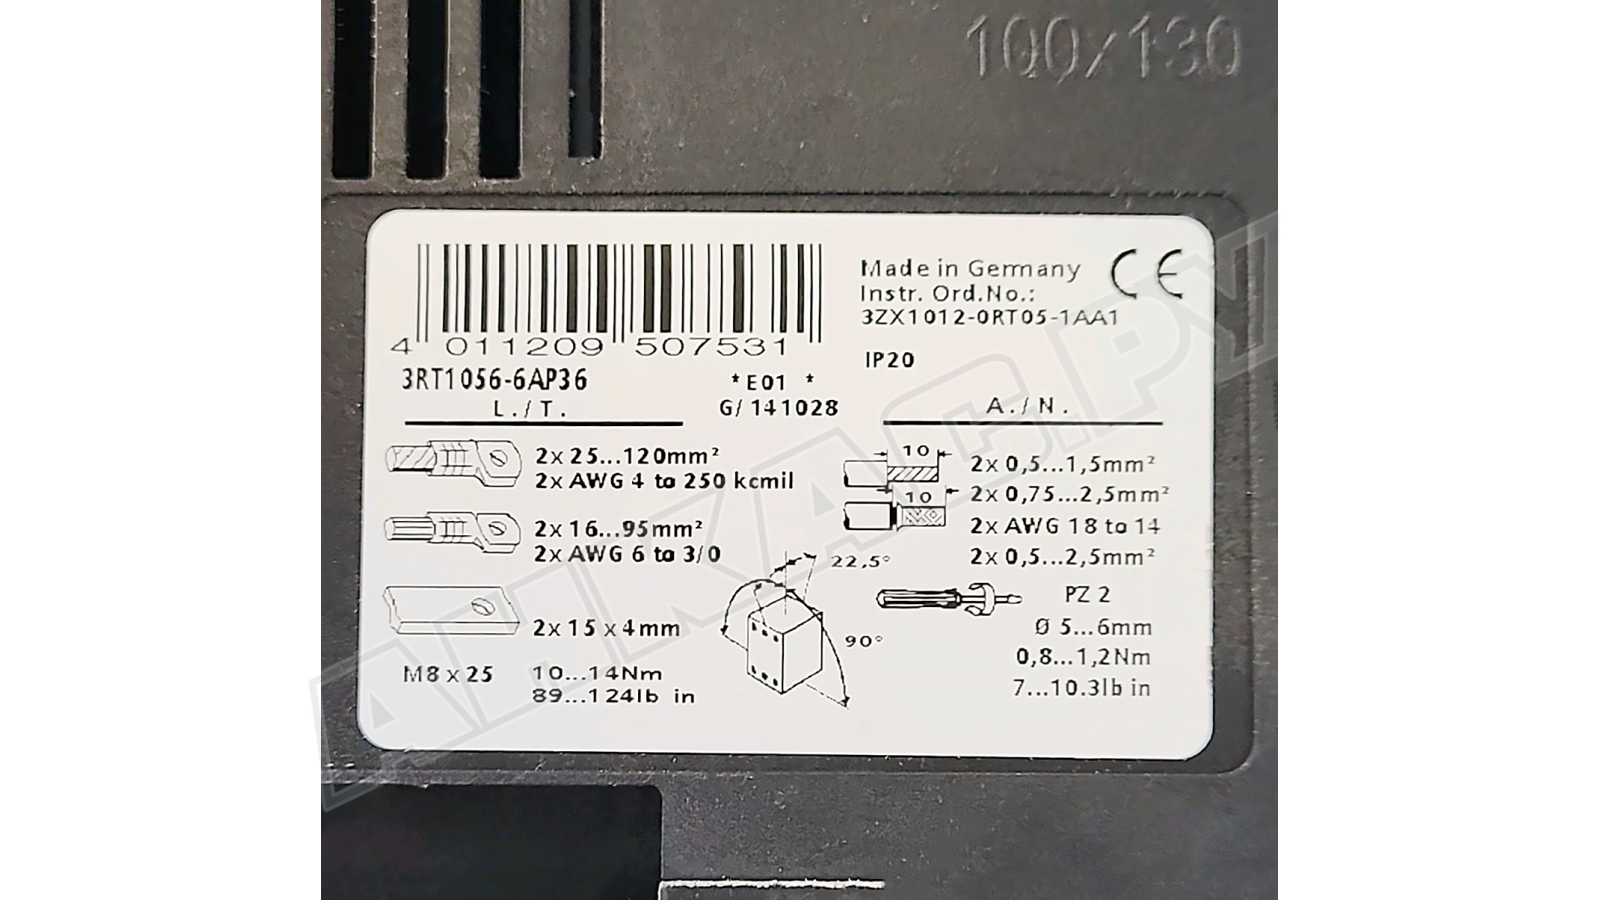 100x130
4 011209 507531
3RT1056-6AP36
*E01 *
G/141028
Made in Germany
Instr. Ord.No.:
3ZX1012-0RT05-1AA1
CE
IP20
L./T.
2x 25...120mm²
2x AWG 4 to 250 kcmil
2x 16...95mm²
2x AWG 6 to 3/0
2x 15 x 4mm
M8 x 25
10...14Nm
89...124lb in
22,5°
90°
A./N.
10
2x 0,5...1,5mm²
10
2x 0,75...2,5mm²
2x AWG 18 to 14
2x 0,5...2,5mm²
PZ 2
Ø 5...6mm
0,8...1,2Nm
7...10.3lb in